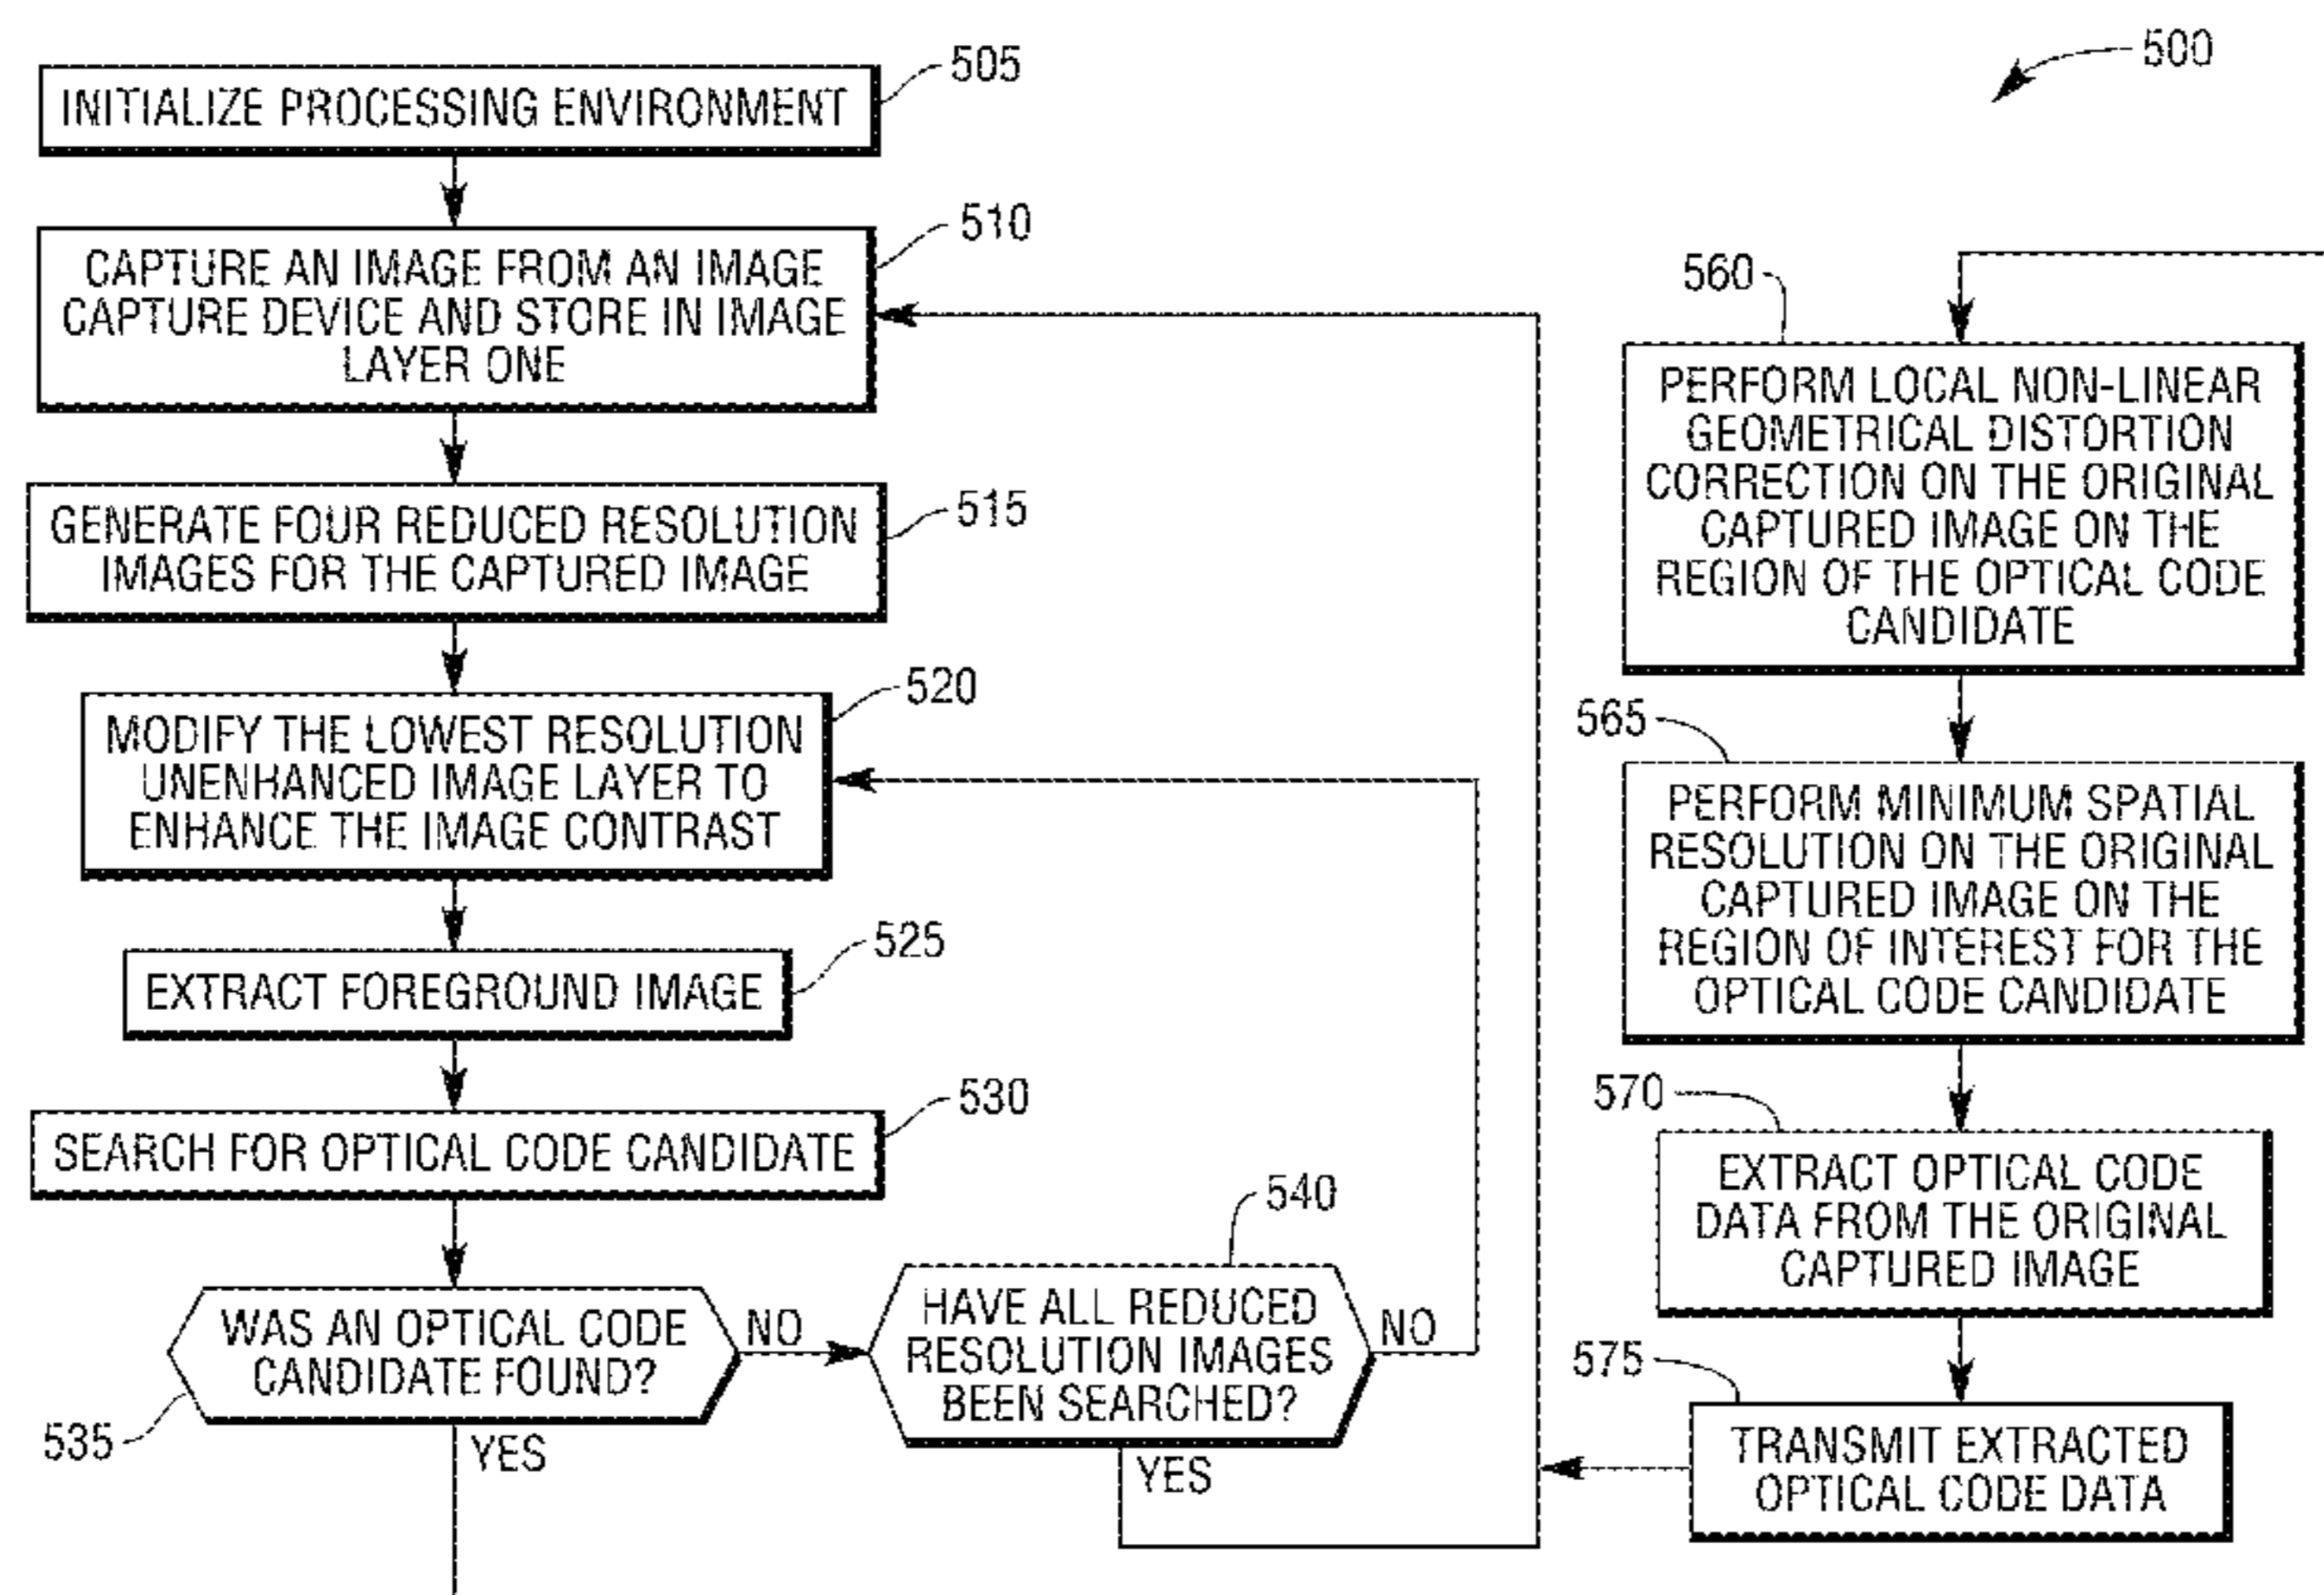 500
505
INITIALIZE PROCESSING ENVIRONMENT
510
CAPTURE AN IMAGE FROM AN IMAGE
CAPTURE DEVICE AND STORE IN IMAGE
LAYER ONE
515
GENERATE FOUR REDUCED RESOLUTION
IMAGES FOR THE CAPTURED IMAGE
520
MODIFY THE LOWEST RESOLUTION
UNENHANCED IMAGE LAYER TO
ENHANCE THE IMAGE CONTRAST
525
EXTRACT FOREGROUND IMAGE
530
SEARCH FOR OPTICAL CODE CANDIDATE
535
WAS AN OPTICAL CODE
CANDIDATE FOUND?
NO
YES
540
HAVE ALL REDUCED
RESOLUTION IMAGES
BEEN SEARCHED?
NO
YES
560
PERFORM LOCAL NON-LINEAR
GEOMETRICAL DISTORTION
CORRECTION ON THE ORIGINAL
CAPTURED IMAGE ON THE
REGION OF THE OPTICAL CODE
CANDIDATE
565
PERFORM MINIMUM SPATIAL
RESOLUTION ON THE ORIGINAL
CAPTURED IMAGE ON THE
REGION OF INTEREST FOR THE
OPTICAL CODE CANDIDATE
570
EXTRACT OPTICAL CODE
DATA FROM THE ORIGINAL
CAPTURED IMAGE
575
TRANSMIT EXTRACTED
OPTICAL CODE DATA